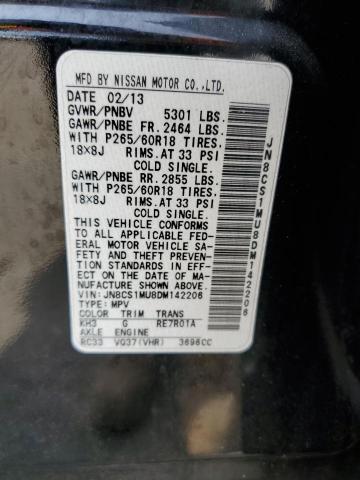 MFD BY NISSAN MOTOR CO.,LTD.
DATE 02/13
GVWR/PNBV 5301 LBS.
GAWR/PNBE FR. 2464 LBS.
WITH P265/60R18 TIRES.
18X8J RIMS.AT 33 PSI
COLD SINGLE.
GAWR/PNBE RR. 2855 LBS.
WITH P265/60R18 TIRES.
18X8J RIMS.AT 33 PSI
COLD SINGLE.
THIS VEHICLE CONFORMS
TO ALL APPLICABLE FED-
ERAL MOTOR VEHICLE SA-
FETY AND THEFT PREVEN-
TION STANDARDS IN EFF-
ECT ON THE DATE OF MA-
NUFACTURE SHOWN ABOVE.
VIN:JN8CS1MU8DM142206
TYPE: MPV
COLOR TRIM TRANS
KH3 G RE7R01A
AXLE ENGINE
RC33 VQ37(VHR) 3696CC
JN8CS1MU8DM142206